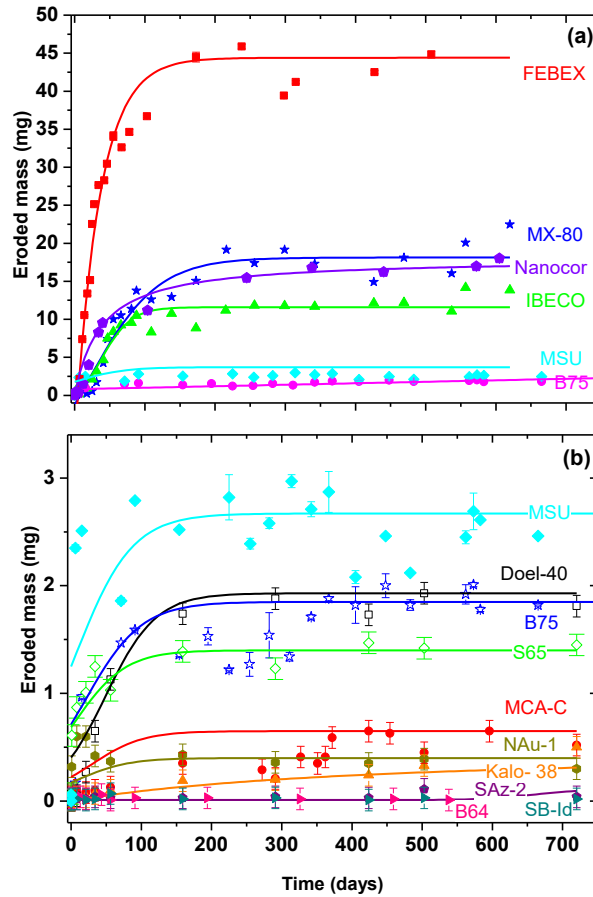 (a)
Eroded mass (mg)
50
45
40
35
30
25
20
15
10
5
0
FEBEX
MX-80
Nanocor
IBECO
MSU
B75
(b)
Eroded mass (mg)
3
2
1
0
MSU
Doel-40
B75
S65
MCA-C
NAu-1
Kalo- 38
SAz-2
B64
SB-Id
0 100 200 300 400 500 600 700
Time (days)